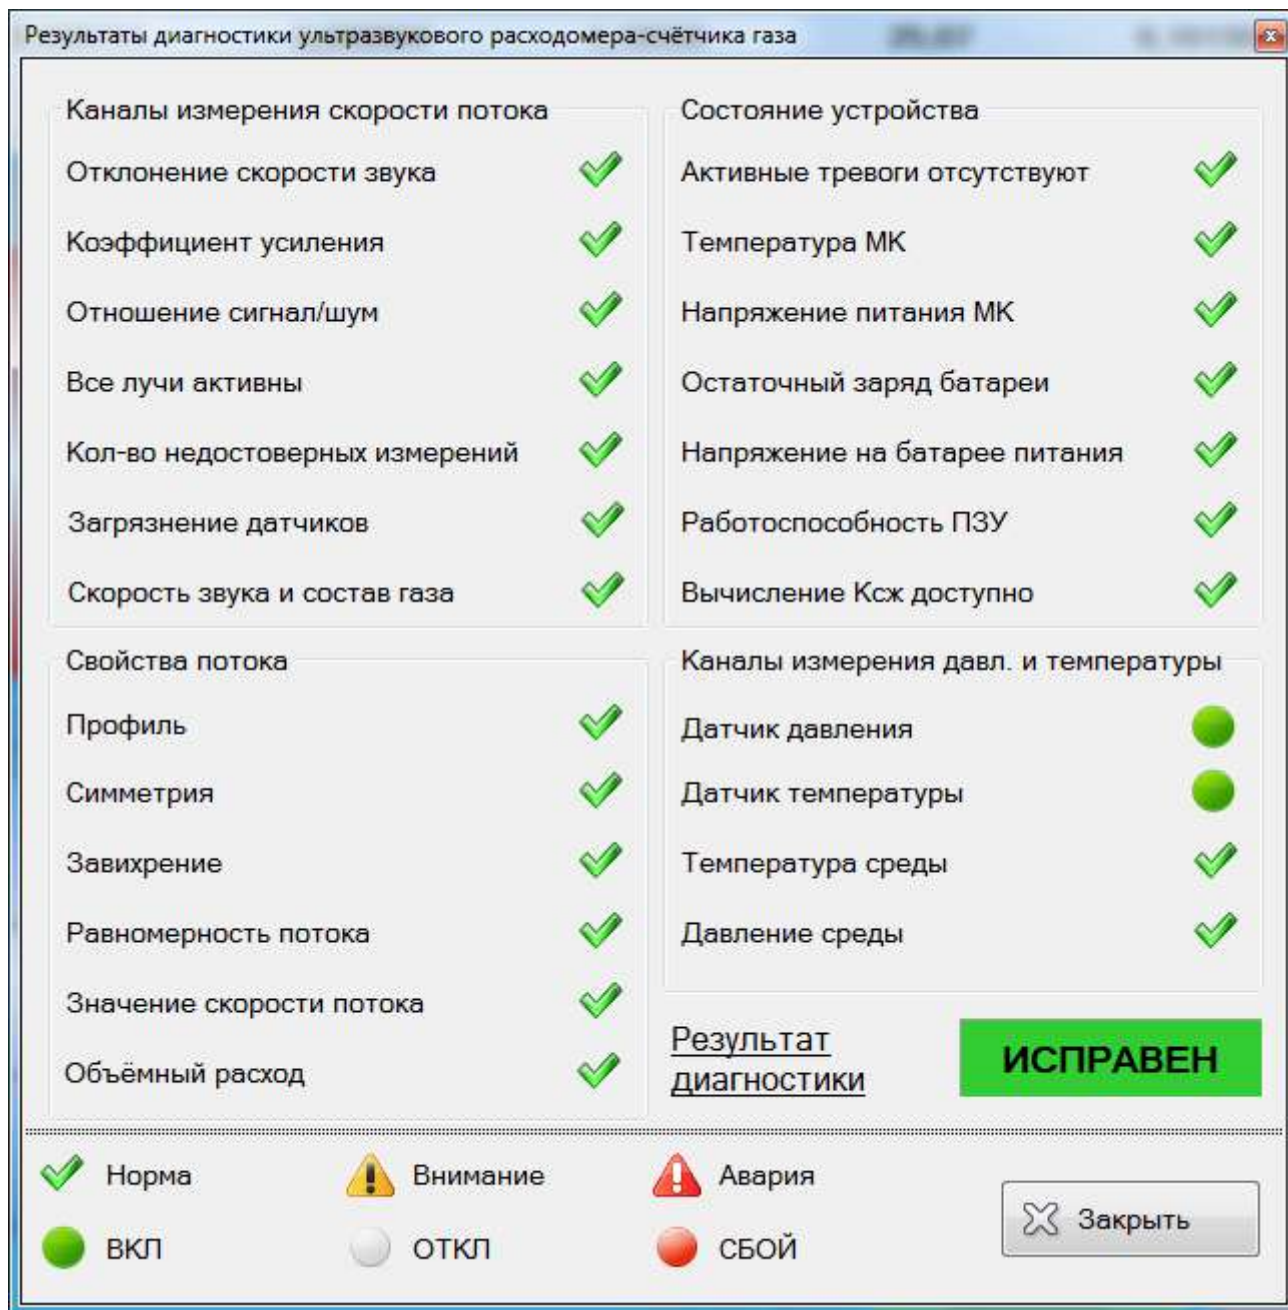 Результаты диагностики ультразвукового расходомера-счётчика газа
Каналы измерения скорости потока
Отклонение скорости звука
Коэффициент усиления
Отношение сигнал/шум
Все лучи активны
Кол-во недостоверных измерений
Загрязнение датчиков
Скорость звука и состав газа
Состояние устройства
Активные тревоги отсутствуют
Температура МК
Напряжение питания МК
Остаточный заряд батареи
Напряжение на батарее питания
Работоспособность ПЗУ
Вычисление Ксж доступно
Свойства потока
Профиль
Симметрия
Завихрение
Равномерность потока
Значение скорости потока
Объёмный расход
Каналы измерения давл. и температуры
Датчик давления
Датчик температуры
Температура среды
Давление среды
Результат
диагностики
ИСПРАВЕН
Норма
Внимание
Авария
ВКЛ
ОТКЛ
СБОЙ
Закрыть